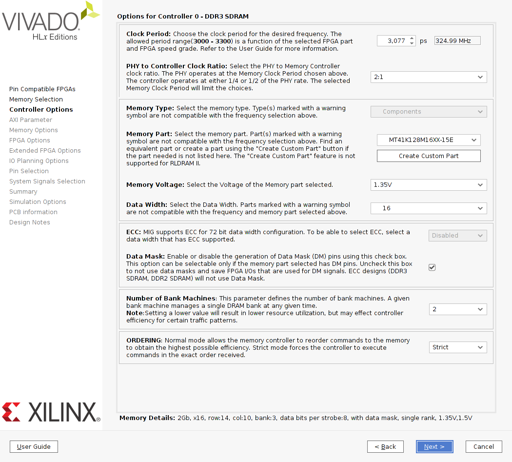 VIVADO
HLx Editions
Pin Compatible FPGAs
Memory Selection
Controller Options
AXI Parameter
Memory Options
FPGA Options
Extended FPGA Options
IO Planning Options
Pin Selection
System Signals Selection
Summary
Simulation Options
PCB Information
Design Notes
XILINX
Options for Controller 0 - DDR3 SDRAM
Clock Period: Choose the clock period for the desired frequency. The
allowed period range(3000 - 3300) is a function of the selected FPGA part
and FPGA speed grade. Refer to the User Guide for more information.
3,077 ps 324.99 MHz
PHY to Controller Clock Ratio: Select the PHY to Memory Controller
clock ratio. The PHY operates at the Memory Clock Period chosen above.
The controller operates at either 1/4 or 1/2 of the PHY rate. The selected
Memory Clock Period will limit the choices.
2:1
Memory Type: Select the memory type. Type(s) marked with a warning
symbol are not compatible with the frequency selection above.
Components
Memory Part: Select the memory part. Part(s) marked with a warning
symbol are not compatible with the frequency selection above. Find an
equivalent part or create a part using the "Create Custom Part" button if
the part needed is not listed here. The "Create Custom Part" feature is not
supported for RLDRAM II.
MT41K128M16XX-15E
Create Custom Part
Memory Voltage: Select the Voltage of the Memory part selected.
1.35V
Data Width: Select the Data Width. Parts marked with a warning symbol
are not compatible with the frequency and memory part selected above.
16
ECC: MIG supports ECC for 72 bit data width configuration. To be able to select ECC, select a
data width that has ECC supported.
Disabled
Data Mask: Enable or disable the generation of Data Mask (DM) pins using this check box.
This option can be selectable only if the memory part selected has DM pins. Uncheck this box
to not use data masks and save FPGA I/Os that are used for DM signals. ECC designs (DDR3
SDRAM, DDR2 SDRAM) will not use Data Mask.
Number of Bank Machines: This parameter defines the number of bank machines. A given
bank machine manages a single DRAM bank at any given time.
Note:Setting a lower value will result in lower resource utilization, but may effect controller
efficiency for certain traffic patterns.
2
ORDERING: Normal mode allows the memory controller to reorder commands to the memory
to obtain the highest possible efficiency. Strict mode forces the controller to execute
commands in the exact order received.
Strict
Memory Details: 2Gb, x16, row:14, col:10, bank:3, data bits per strobe:8, with data mask, single rank, 1.35V,1.5V
User Guide
< Back
Next >
Cancel